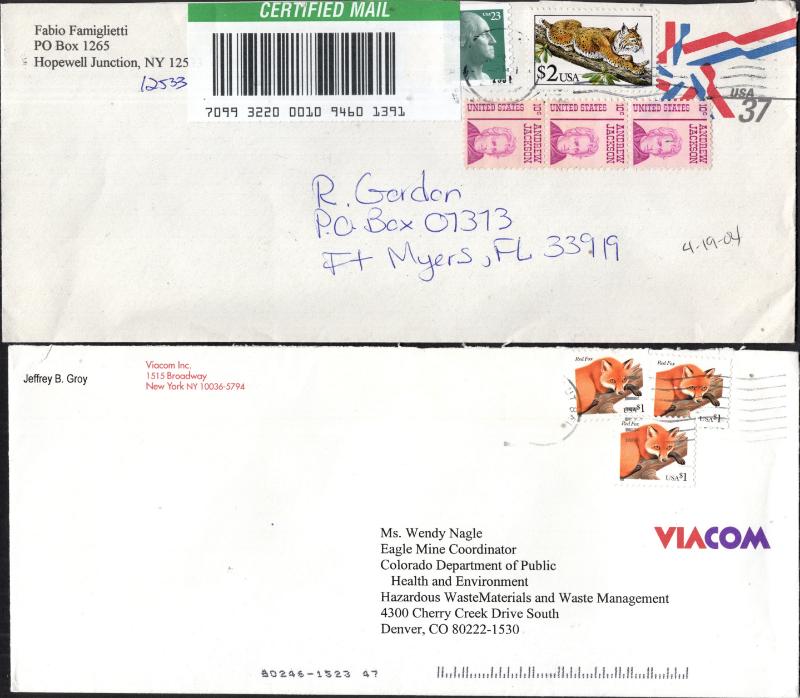 CERTIFIED MAIL
7099 3220 0010 9460 1391
Fabio Famiglietti
PO Box 1265
Hopewell Junction, NY 125
12533
USA 23
$2 USA
USA
37
UNITED STATES 10c ANDREW JACKSON
UNITED STATES 10c ANDREW JACKSON
UNITED STATES 10c ANDREW JACKSON
R. Gordon
P.O Box 07373
Ft Myers, FL 33919
4-19-04
Jeffrey B. Groy
Viacom Inc.
1515 Broadway
New York NY 10036-5794
Red Fox
USA $1
Red Fox
USA $1
Red Fox
USA $1
VIACOM
Ms. Wendy Nagle
Eagle Mine Coordinator
Colorado Department of Public
Health and Environment
Hazardous WasteMaterials and Waste Management
4300 Cherry Creek Drive South
Denver, CO 80222-1530
80246-1523 47